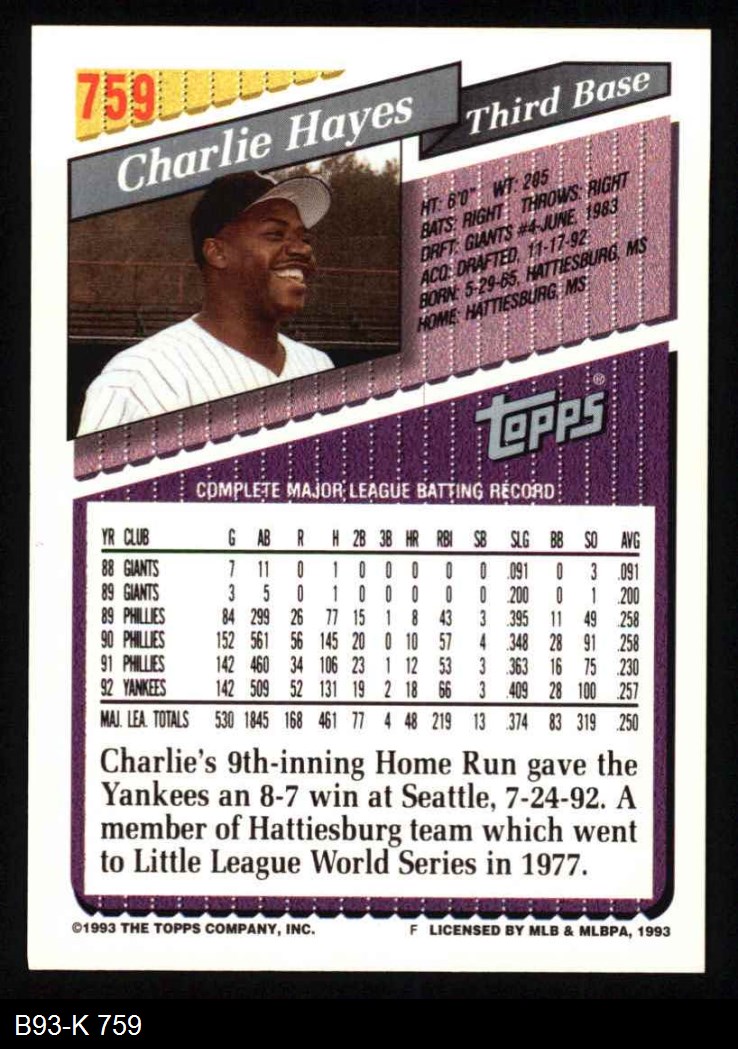 759
Charlie Hayes
Third Base
HT: 6'0" WT: 205
BATS: RIGHT THROWS: RIGHT
DRFT: GIANTS #4-JUNE, 1983
ACQ: DRAFTED, 11-17-92
BORN: 5-29-65, HATTIESBURG, MS
HOME: HATTIESBURG, MS
topps®
COMPLETE MAJOR LEAGUE BATTING RECORD
YR CLUB G AB R H 2B 3B HR RBI SB SLG BB SO AVG
88 GIANTS 7 11 0 1 0 0 0 0 0 .091 0 3 .091
89 GIANTS 3 5 0 1 0 0 0 0 0 .200 0 1 .200
89 PHILLIES 84 299 26 77 15 1 8 43 3 .395 11 49 .258
90 PHILLIES 152 561 56 145 20 0 10 57 4 .348 28 91 .258
91 PHILLIES 142 460 34 106 23 1 12 53 3 .363 16 75 .230
92 YANKEES 142 509 52 131 19 2 18 66 3 .409 28 100 .257
MAJ. LEA. TOTALS 530 1845 168 461 77 4 48 219 13 .374 83 319 .250
Charlie's 9th-inning Home Run gave the
Yankees an 8-7 win at Seattle, 7-24-92. A
member of Hattiesburg team which went
to Little League World Series in 1977.
©1993 THE TOPPS COMPANY, INC. F LICENSED BY MLB & MLBPA, 1993
B93-K 759